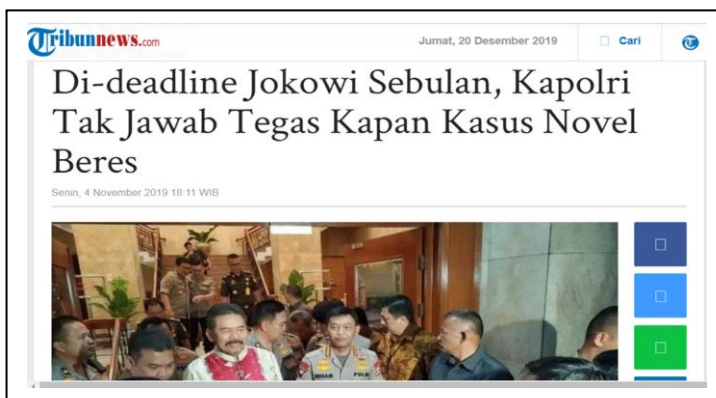 Tribunnews.com
Jumat, 20 Desember 2019
Cari
Di-deadline Jokowi Sebulan, Kapolri
Tak Jawab Tegas Kapan Kasus Novel
Beres
Senin, 4 November 2019 18:11 WIB